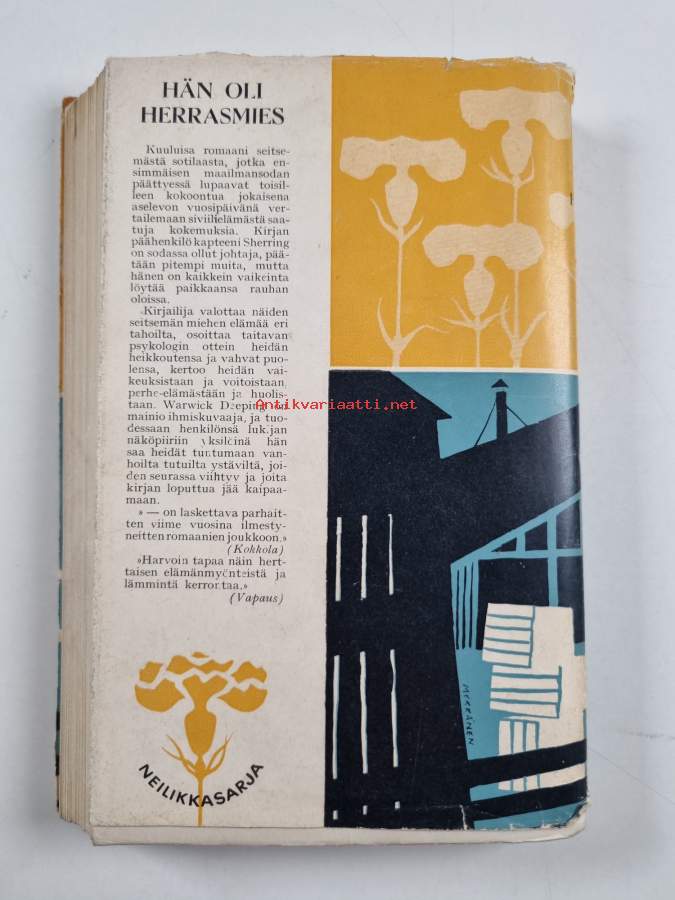 HÄN OLI
HERRASMIES
Kuuluisa romaani seitse-
mästä sotilaasta, jotka en-
simmäisen maailmansodan
päättyessä lupaavat toisil-
leen kokoontua jokaisena
aselevon vuosipäivänä ver-
tailemaan siviilielämästä saa-
tuja kokemuksia. Kirjan
päähenkilö kapteeni Sherring
on sodassa ollut johtaja, pää-
tään pitempi muita, mutta
hänen on kaikkein vaikeinta
löytää paikkaansa rauhan
oloissa.
Kirjailija valottaa näiden
seitsemän miehen elämää eri
tahoilta, osoittaa taitavan
psykologin ottein heidän
heikkoutensa ja vahvat puo-
lensa, kertoo heidän vai-
keuksistaan ja voitoistaan,
perhe-elämästään ja huolis-
taan. Warwick Deeping on
mainio ihmiskuvaaja, ja tuo-
dessaan henkilönsä lukijan
näköpiiriin yksilöinä hän
saa heidät tuntumaan van-
hoilta tutuilta ystäviltä, joi-
den seurassa viihtyy ja joita
kirjan loputtua jää kaipaa-
maan.
» — on laskettava parhait-
ten viime vuosina ilmesty-
neitten romaanien joukkoon.»
(Kokkola)
»Harvoin tapaa näin hert-
taisen elämänmyönteistä ja
lämmintä kerrontaa.»
(Vapaus)
NEILIKKASARJA
MÄKKÄNEN
Antikvariaatti.net